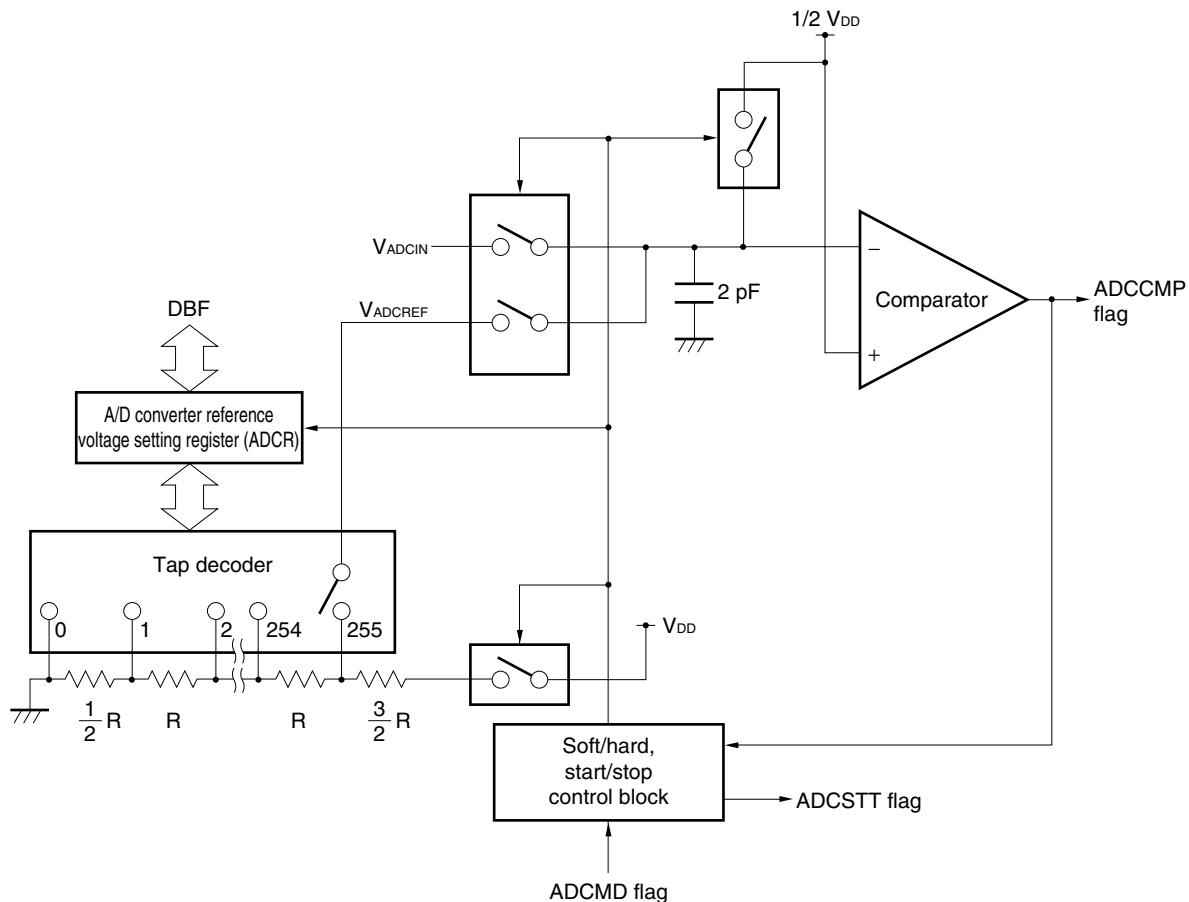 1/2 VDD
VADCIN
VADCREF
2 pF
−
+
Comparator
ADCCMP
flag
DBF
A/D converter reference
voltage setting register (ADCR)
Tap decoder
0
1
2
254
255
VDD
1/2 R
R
R
3/2 R
Soft/hard,
start/stop
control block
ADCSTT flag
ADCMD flag